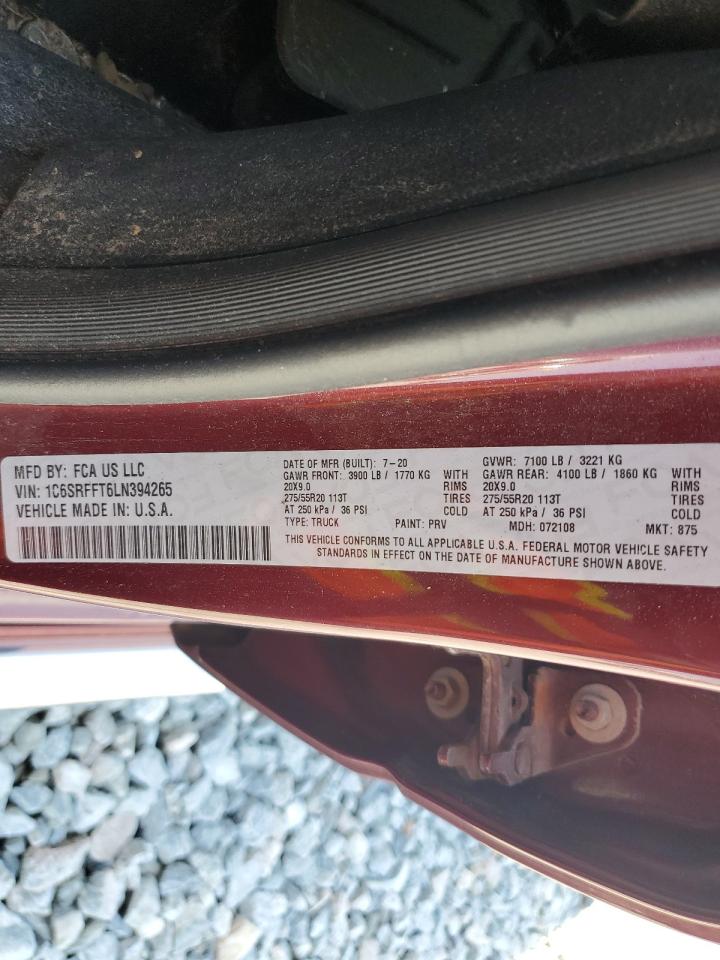 MFD BY: FCA US LLC
VIN: 1C6SRFFT6LN394265
VEHICLE MADE IN: U.S.A.
DATE OF MFR (BUILT): 7-20
GAWR FRONT: 3900 LB / 1770 KG WITH
20X9.0 RIMS
275/55R20 113T TIRES
AT 250 kPa / 36 PSI COLD
TYPE: TRUCK PAINT: PRV
GVWR: 7100 LB / 3221 KG
GAWR REAR: 4100 LB / 1860 KG WITH
20X9.0 RIMS
275/55R20 113T TIRES
AT 250 kPa / 36 PSI COLD
MDH: 072108 MKT: 875
THIS VEHICLE CONFORMS TO ALL APPLICABLE U.S.A. FEDERAL MOTOR VEHICLE SAFETY
STANDARDS IN EFFECT ON THE DATE OF MANUFACTURE SHOWN ABOVE.